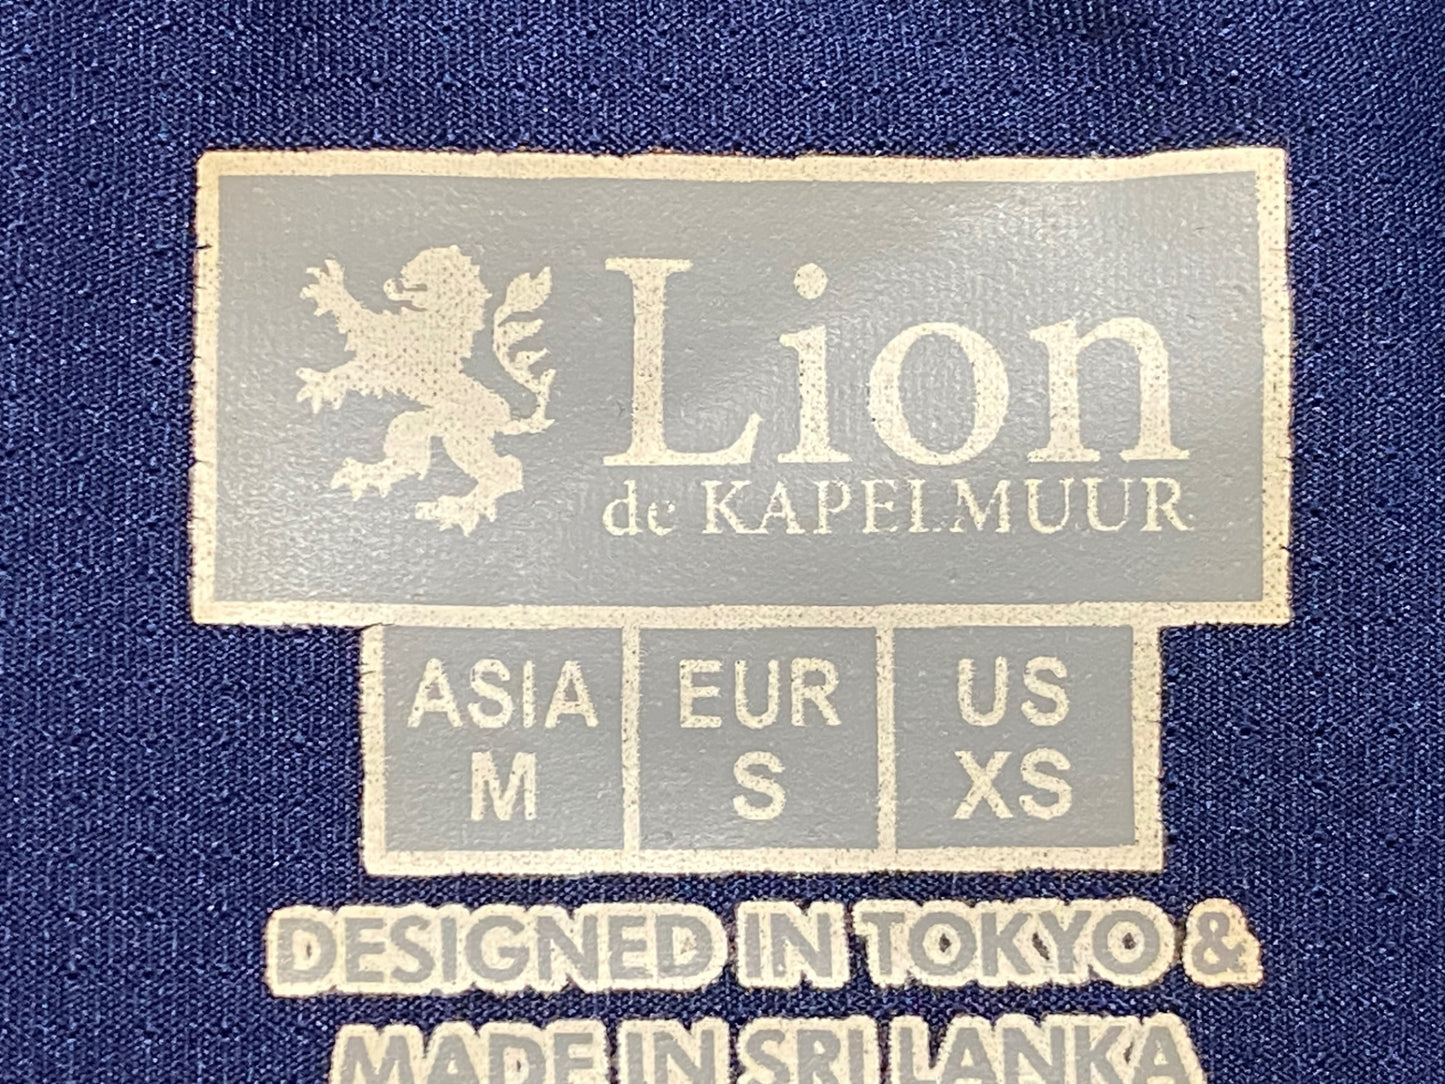 Lion
de KAPELMUUR
ASIA EUR US
M S XS
DESIGNED IN TOKYO &
MADE IN SRI LANKA